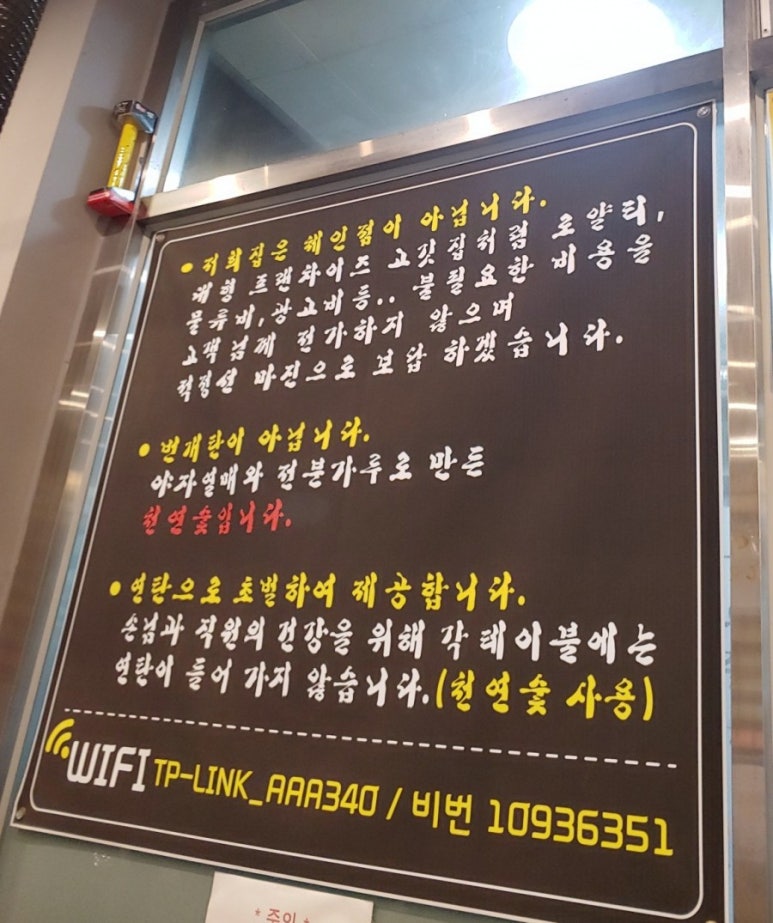 •저희집은 체인점이 아닙니다.
대형 프랜차이즈 고깃집처럼 로얄티,
물류비, 광고비 등.. 불필요한 비용을
고객님께 전가하지 않으며
적정선 마진으로 보답 하겠습니다.
• 번개탄이 아닙니다.
야자열매와 전분가루로 만든
천연숯입니다.
• 연탄으로 초벌하여 제공합니다.
손님과 직원의 건강을 위해 각 테이블에는
연탄이 들어 가지 않습니다.(천연숯 사용)
WIFI TP-LINK_AAA340 / 비번 10936351
* 주의 *